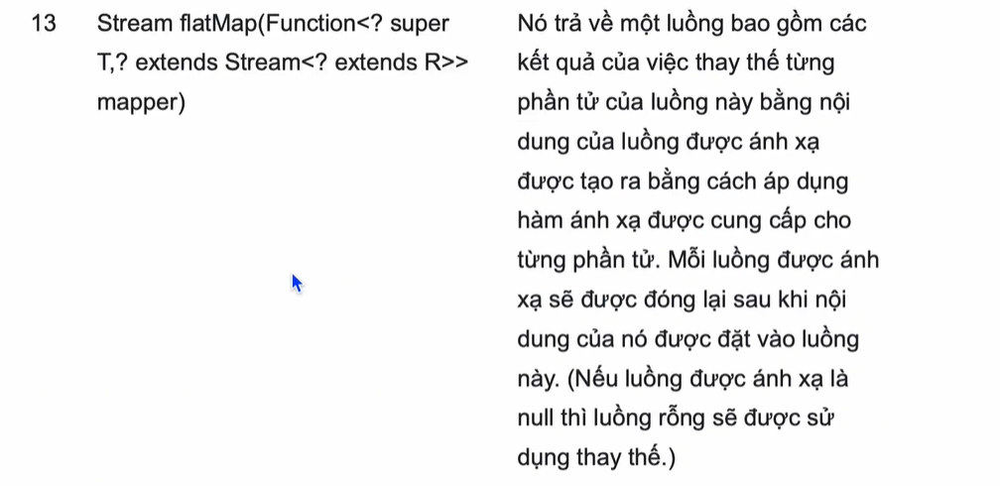 13 Stream flatMap(Function<? super
T,? extends Stream<? extends R>>
mapper)
Nó trả về một luồng bao gồm các
kết quả của việc thay thế từng
phần tử của luồng này bằng nội
dung của luồng được ánh xạ
được tạo ra bằng cách áp dụng
hàm ánh xạ được cung cấp cho
từng phần tử. Mỗi luồng được ánh
xạ sẽ được đóng lại sau khi nội
dung của nó được đặt vào luồng
này. (Nếu luồng được ánh xạ là
null thì luồng rỗng sẽ được sử
dụng thay thế.)